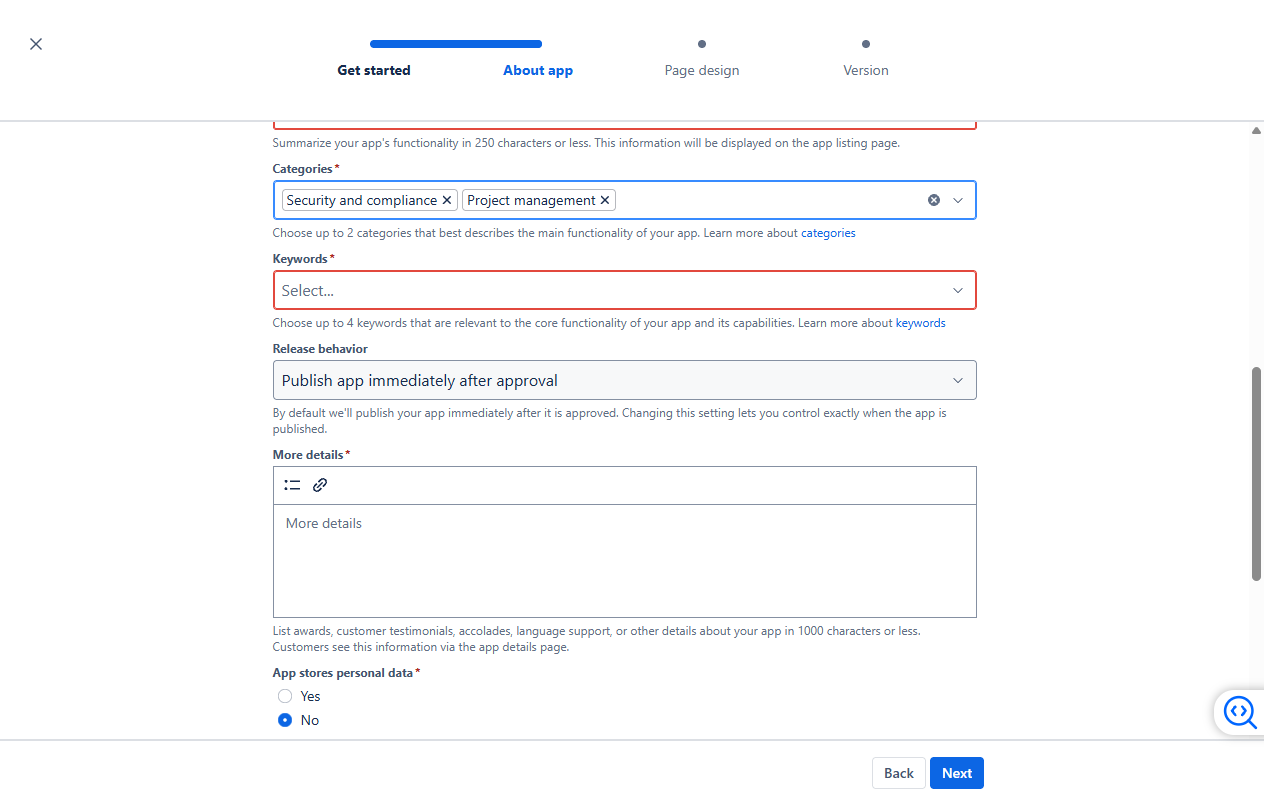 Get started
About app
Page design
Version
Summarize your app's functionality in 250 characters or less. This information will be displayed on the app listing page.
Categories*
Security and compliance
Project management
Choose up to 2 categories that best describes the main functionality of your app. Learn more about categories
Keywords*
Select...
Choose up to 4 keywords that are relevant to the core functionality of your app and its capabilities. Learn more about keywords
Release behavior
Publish app immediately after approval
By default we'll publish your app immediately after it is approved. Changing this setting lets you control exactly when the app is
published.
More details*
More details
List awards, customer testimonials, accolades, language support, or other details about your app in 1000 characters or less.
Customers see this information via the app details page.
App stores personal data*
Yes
No
Back
Next